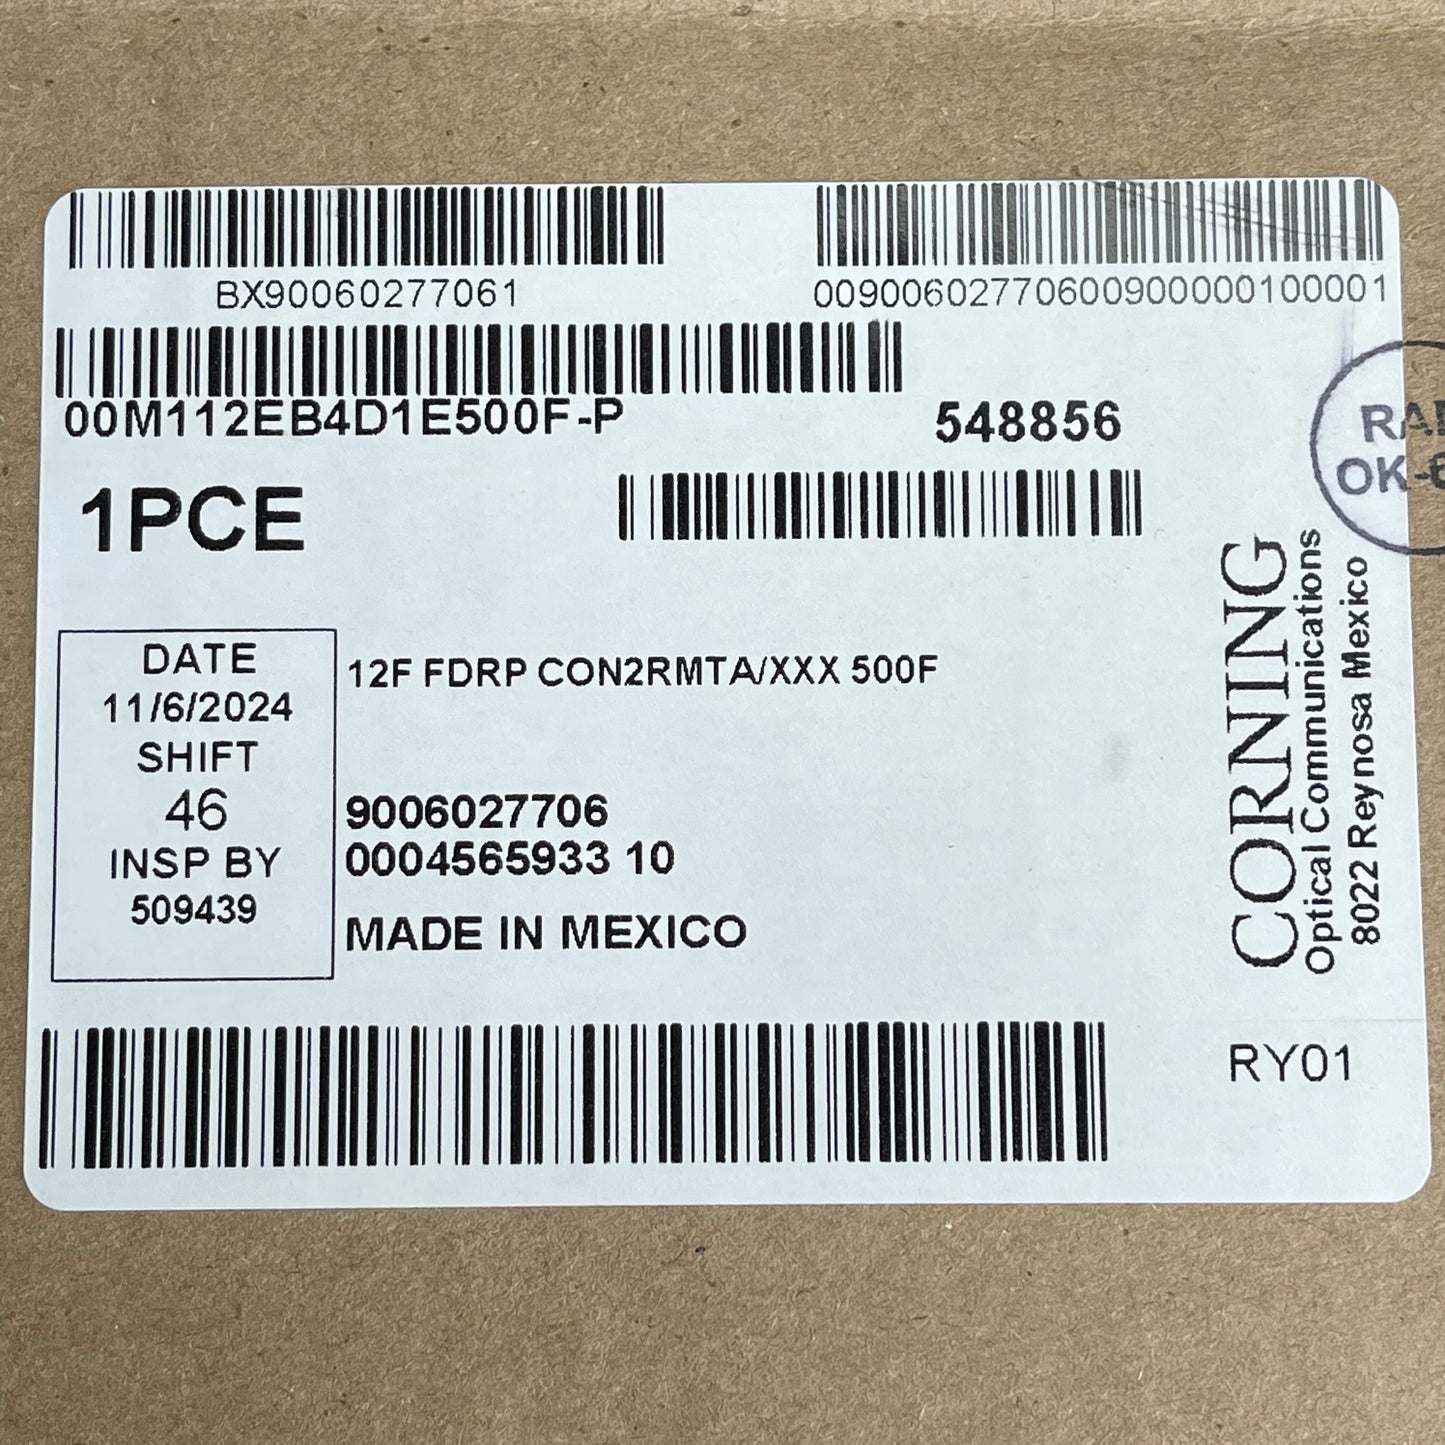 BX90060277061
00900602770600900000100001
00M112EB4D1E500F-P
548856
1PCE
DATE
11/6/2024
SHIFT
46
INSP BY
509439
12F FDRP CON2RMTA/XXX 500F
9006027706
0004565933 10
MADE IN MEXICO
CORNING
Optical Communications
8022 Reynosa Mexico
RY01